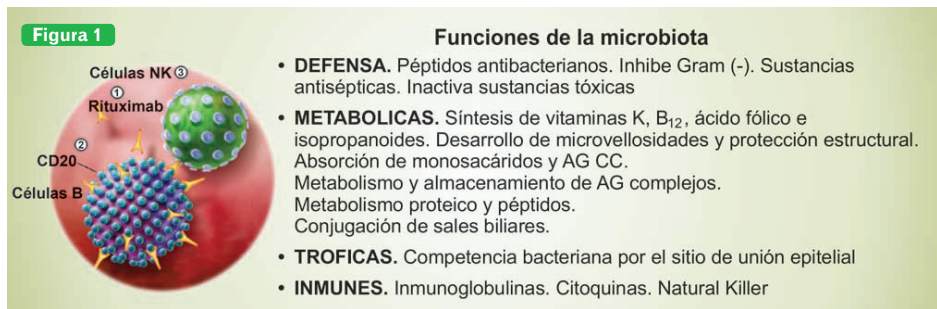 Figura 1
Funciones de la microbiota
Células NK ③
①
Rituximab
②
CD20
Células B
• DEFENSA. Péptidos antibacterianos. Inhibe Gram (-). Sustancias
antisépticas. Inactiva sustancias tóxicas
• METABOLICAS. Síntesis de vitaminas K, B12, ácido fólico e
isopropanoides. Desarrollo de microvellosidades y protección estructural.
Absorción de monosacáridos y AG CC.
Metabolismo y almacenamiento de AG complejos.
Metabolismo proteico y péptidos.
Conjugación de sales biliares.
• TROFICAS. Competencia bacteriana por el sitio de unión epitelial
• INMUNES. Inmunoglobulinas. Citoquinas. Natural Killer